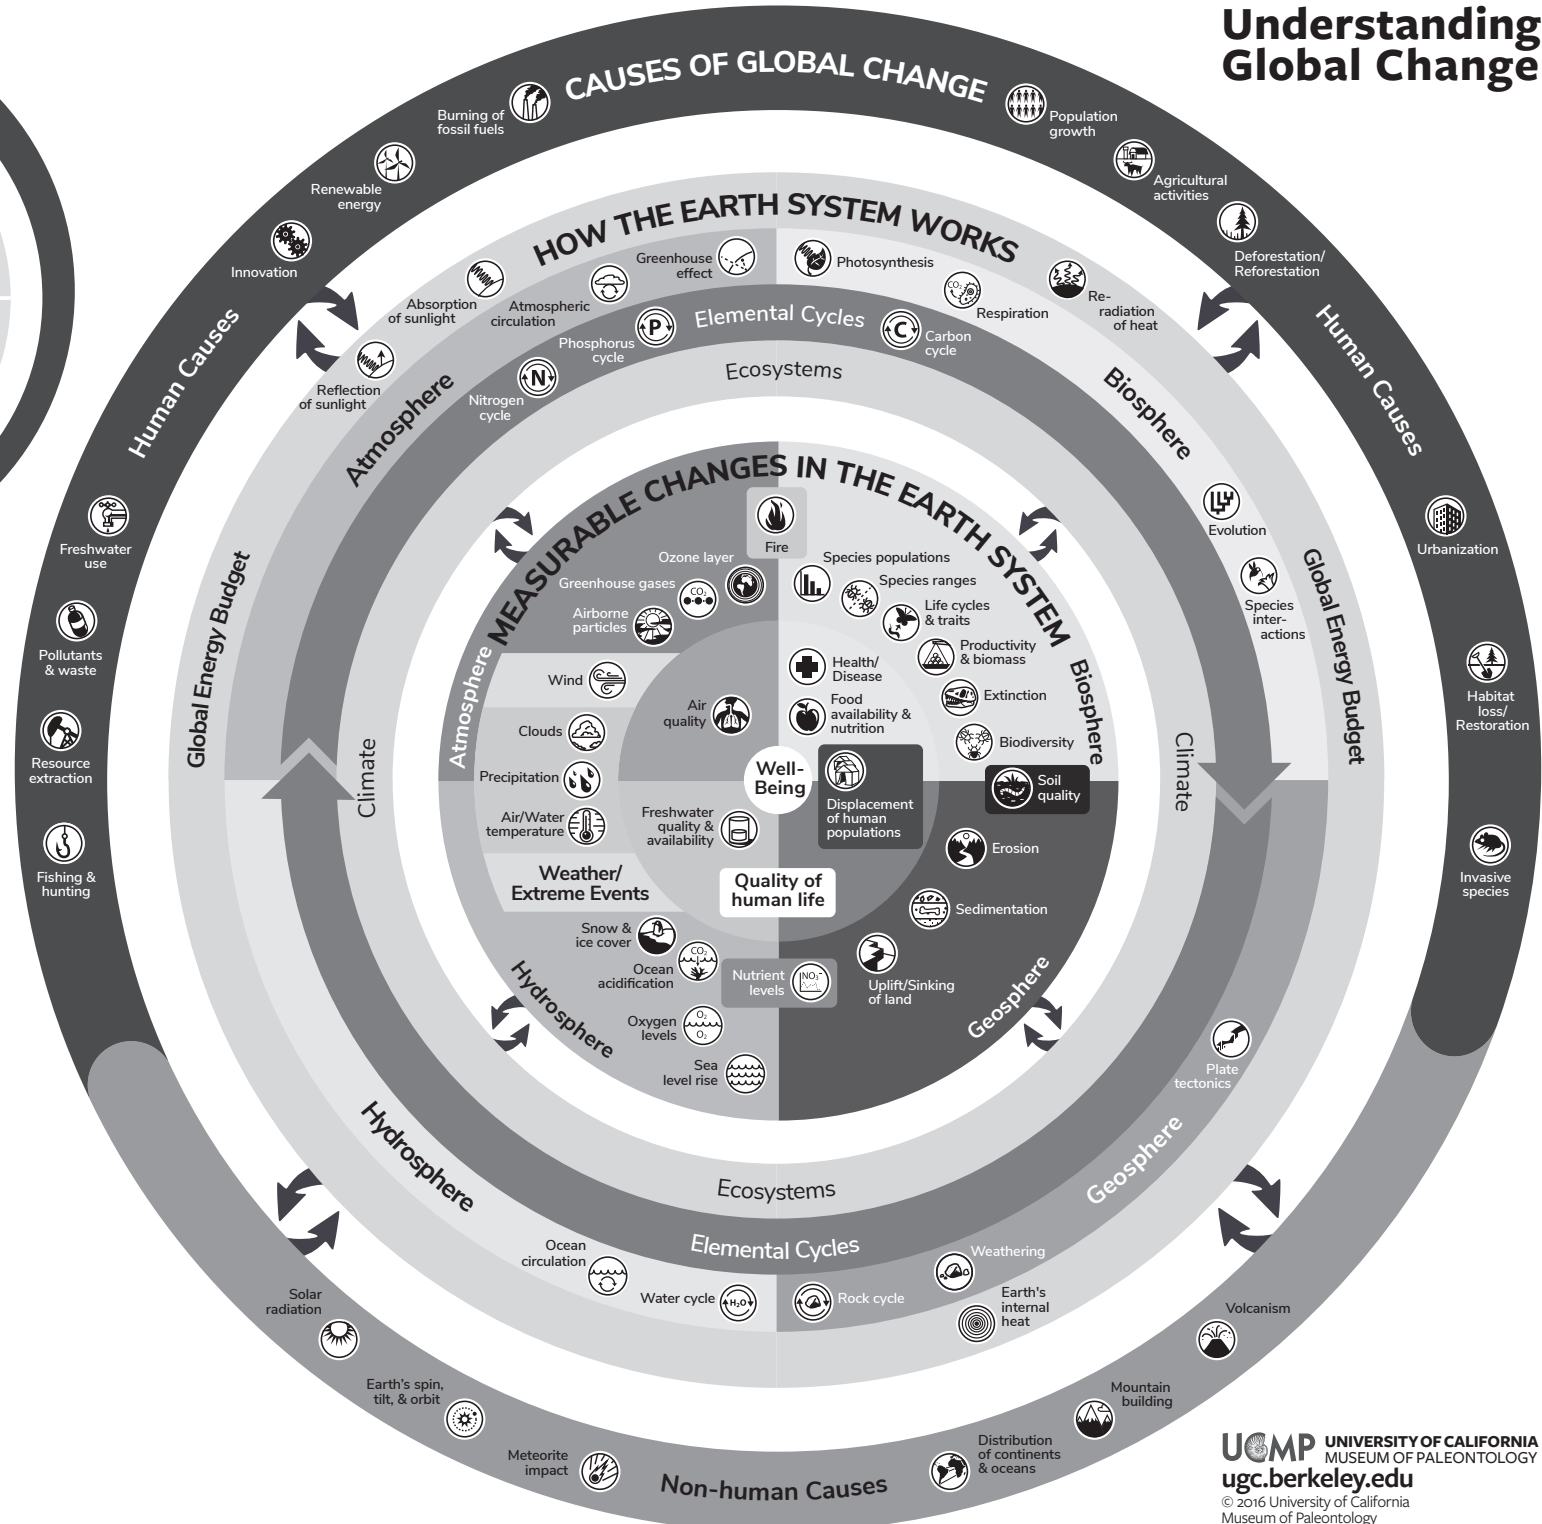 Understanding
Global Change
CAUSES OF GLOBAL CHANGE
Burning of
fossil fuels
Renewable
energy
Innovation
Human Causes
Freshwater
use
Pollutants
& waste
Resource
extraction
Fishing &
hunting
Population
growth
Agricultural
activities
Deforestation/
Reforestation
Human Causes
Urbanization
Habitat
loss/
Restoration
Invasive
species
HOW THE EARTH SYSTEM WORKS
Greenhouse
effect
Atmospheric
circulation
Absorption
of sunlight
Reflection
of sunlight
Photosynthesis
Respiration
Re-
radiation
of heat
Elemental Cycles
Phosphorus
cycle
P
Nitrogen
cycle
N
C
Carbon
cycle
CO₂
Ecosystems
Atmosphere
Biosphere
Evolution
Species
inter-
actions
Global Energy Budget
Global Energy Budget
Climate
Climate
MEASURABLE CHANGES IN THE EARTH SYSTEM
Fire
Ozone layer
Greenhouse gases
CO₂
Airborne
particles
Atmosphere
Wind
Clouds
Precipitation
Air/Water
temperature
Weather/
Extreme Events
Species populations
Species ranges
Life cycles
& traits
Productivity
& biomass
Extinction
Biodiversity
Biosphere
Soil
quality
Air
quality
Health/
Disease
Food
availability &
nutrition
Well-
Being
Displacement
of human
populations
Freshwater
quality &
availability
Quality of
human life
Erosion
Sedimentation
Uplift/Sinking
of land
Geosphere
Snow &
ice cover
Ocean
acidification
CO₂
Nutrient
levels
NO₃⁻
Oxygen
levels
O₂
O₂
Sea
level rise
Hydrosphere
Plate
tectonics
Geosphere
Hydrosphere
Ecosystems
Elemental Cycles
Ocean
circulation
Water cycle
H₂O
Rock cycle
Weathering
Earth's
internal
heat
Solar
radiation
Earth's spin,
tilt, & orbit
Meteorite
impact
Non-human Causes
Distribution
of continents
& oceans
Mountain
building
Volcanism
UCMP
UNIVERSITY OF CALIFORNIA
MUSEUM OF PALEONTOLOGY
ugc.berkeley.edu
© 2016 University of California
Museum of Paleontology